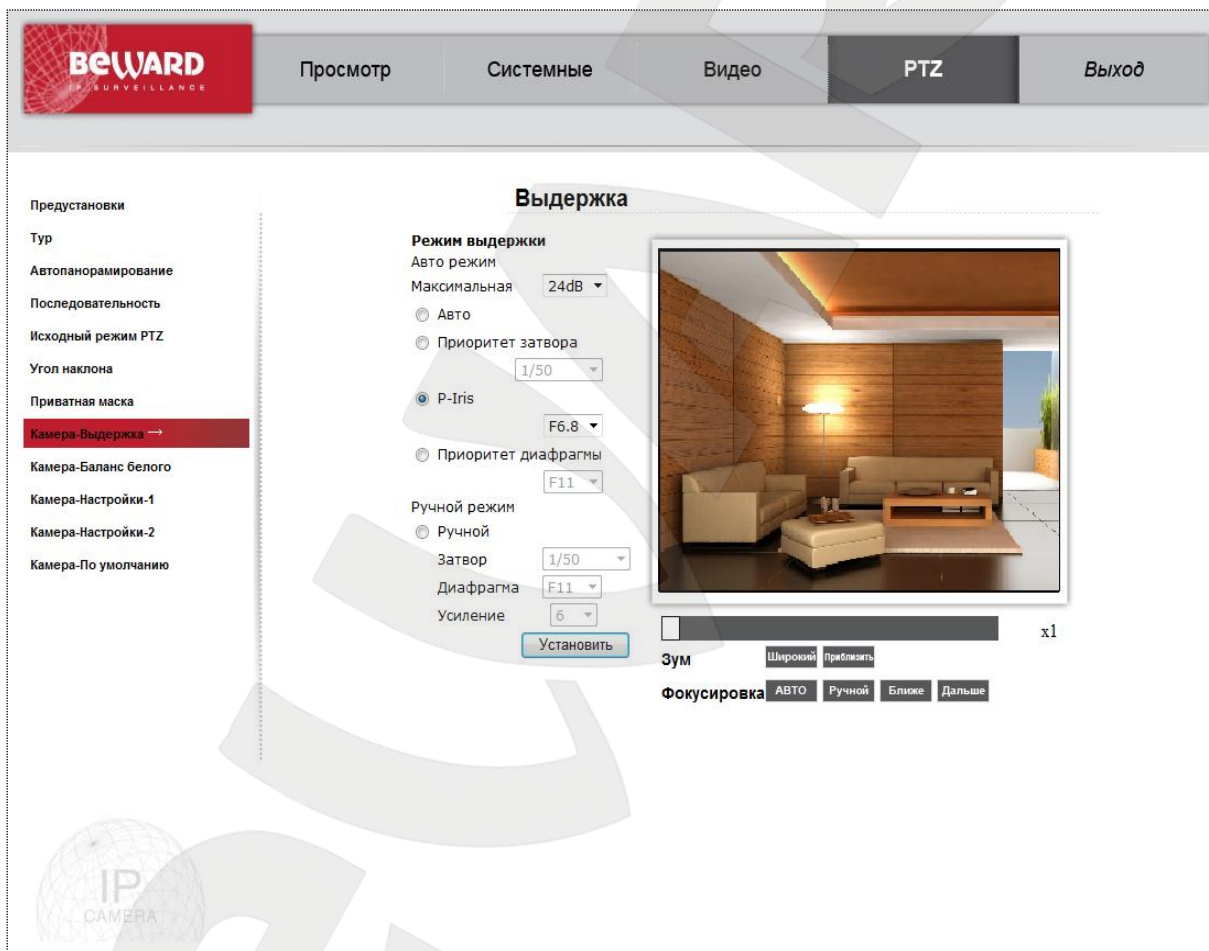 BEWARD
IP SURVEILLANCE
Просмотр
Системные
Видео
PTZ
Выход
Предустановки
Тур
Автопанорамирование
Последовательность
Исходный режим PTZ
Угол наклона
Приватная маска
Камера-Выдержка →
Камера-Баланс белого
Камера-Настройки-1
Камера-Настройки-2
Камера-По умолчанию
Выдержка
Режим выдержки
Авто режим
Максимальная 24dB
Авто
Приоритет затвора
1/50
P-Iris
F6.8
Приоритет диафрагмы
F11
Ручной режим
Ручной
Затвор 1/50
Диафрагма F11
Усиление 6
Установить
x1
Зум Широкий Приблизить
Фокусировка АВТО Ручной Ближе Дальше
IP
CAMERA